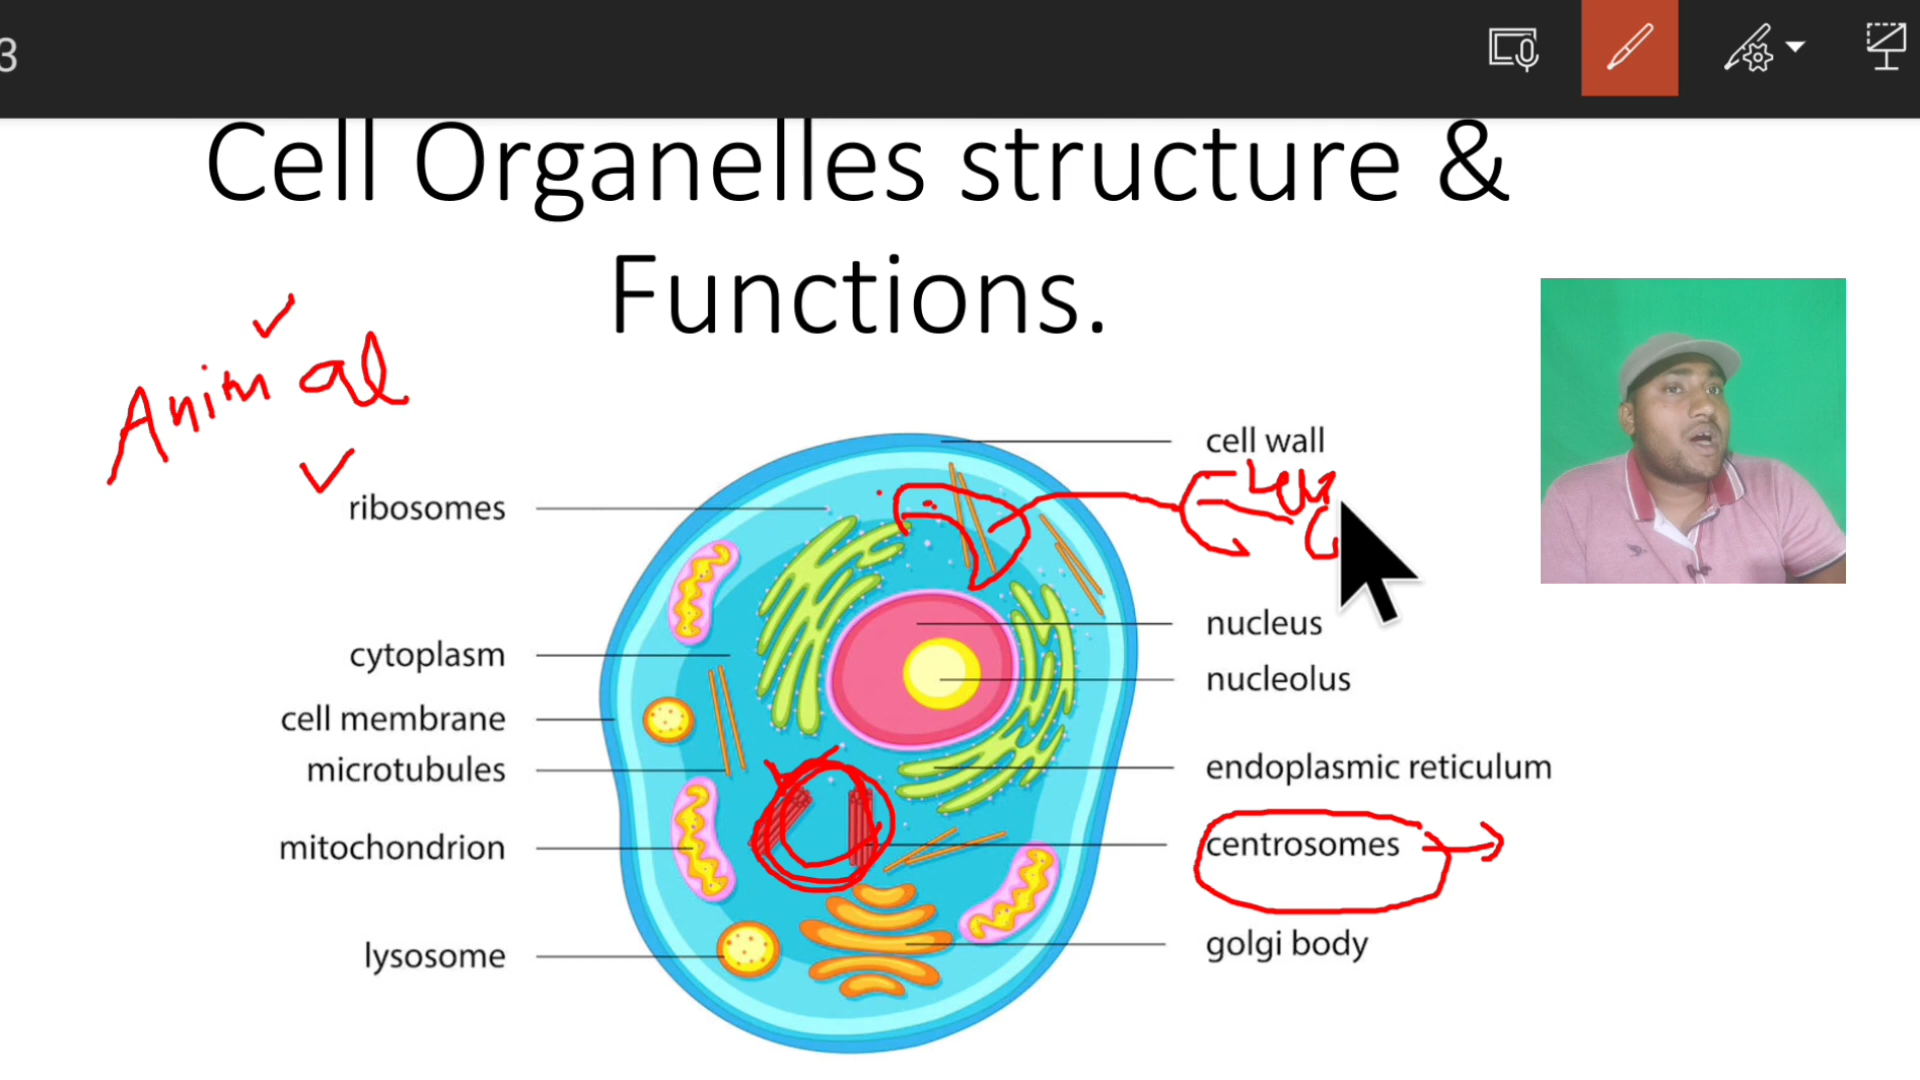 3
Cell Organelles structure &
Functions.
Animal
cell wall
ribosomes
nucleus
cytoplasm
nucleolus
cell membrane
microtubules
endoplasmic reticulum
mitochondrion
centrosomes
golgi body
lysosome